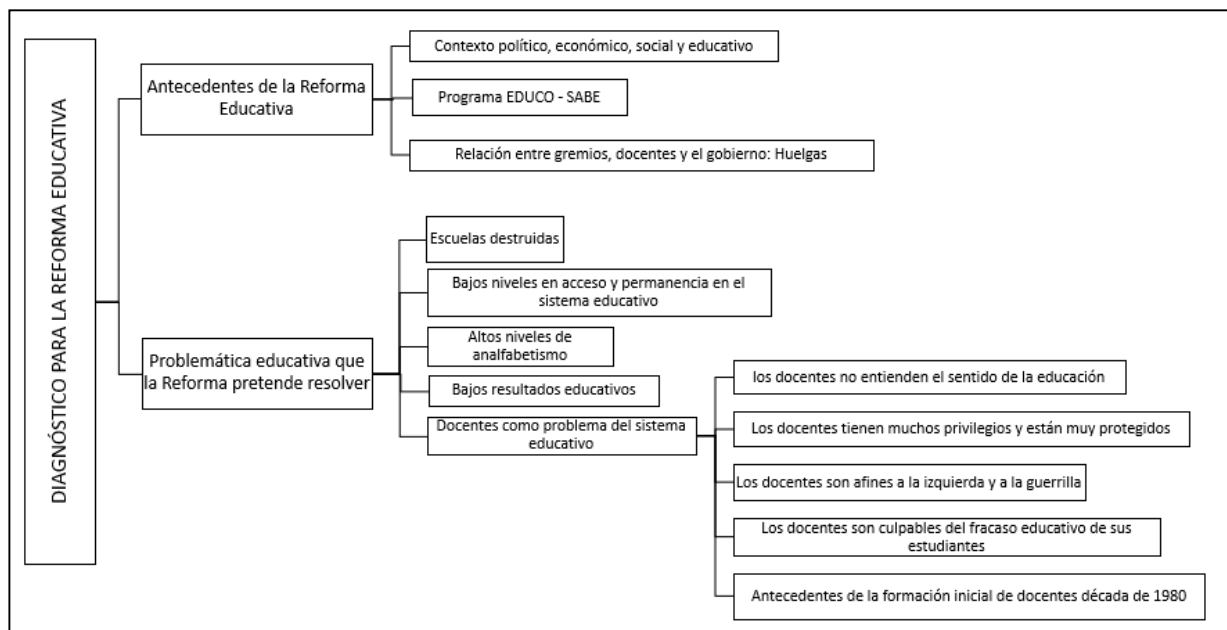 DIAGNÓSTICO PARA LA REFORMA EDUCATIVA
Antecedentes de la Reforma
Educativa
Contexto político, económico, social y educativo
Programa EDUCO - SABE
Relación entre gremios, docentes y el gobierno: Huelgas
Problemática educativa que
la Reforma pretende resolver
Escuelas destruidas
Bajos niveles en acceso y permanencia en el
sistema educativo
Altos niveles de
analfabetismo
Bajos resultados educativos
Docentes como problema del sistema
educativo
los docentes no entienden el sentido de la educación
Los docentes tienen muchos privilegios y están muy protegidos
Los docentes son afines a la izquierda y a la guerrilla
Los docentes son culpables del fracaso educativo de sus
estudiantes
Antecedentes de la formación inicial de docentes década de 1980